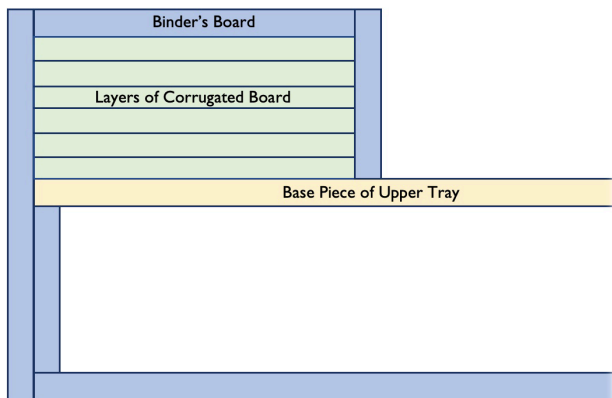 Binder's Board
Layers of Corrugated Board
Base Piece of Upper Tray